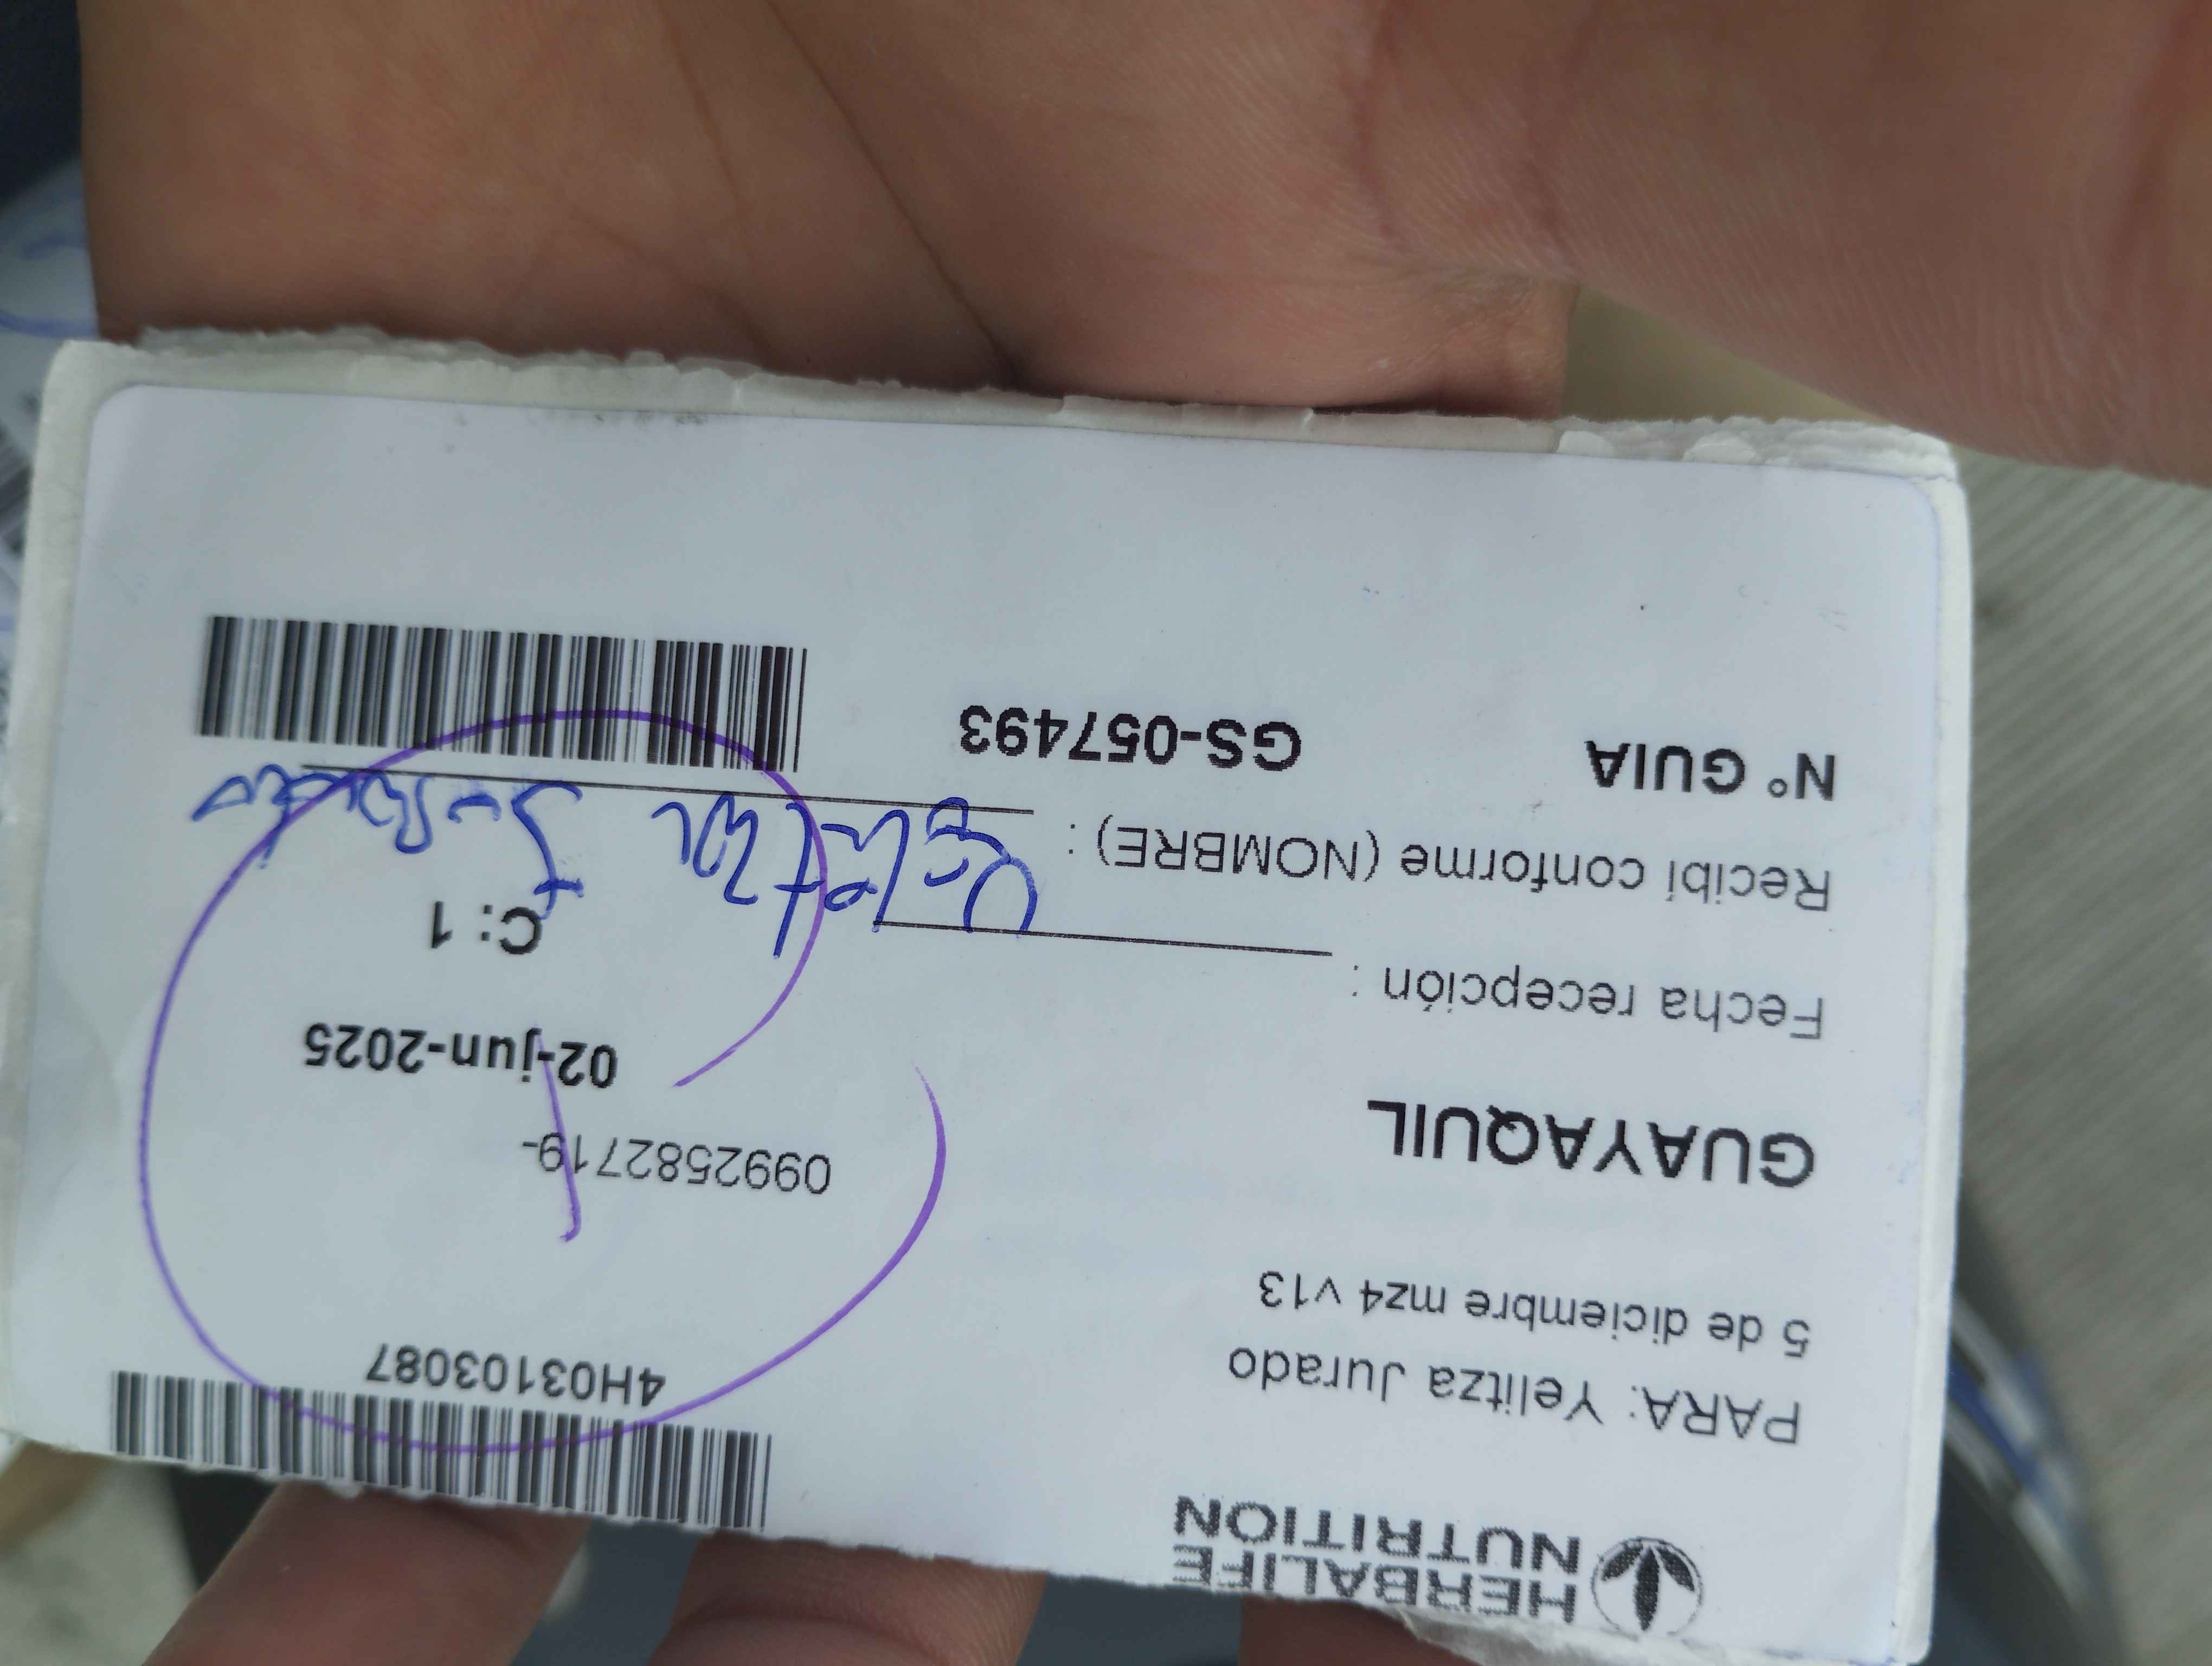 HERBALIFE
NUTRITION
4H03103087
PARA: Yelitza Jurado
5 de diciembre mz4 v13
0992582719-
GUAYAQUIL
02-jun-2025
Fecha recepción :
C: 1
Recibí conforme (NOMBRE) :
N° GUIA GS-057493